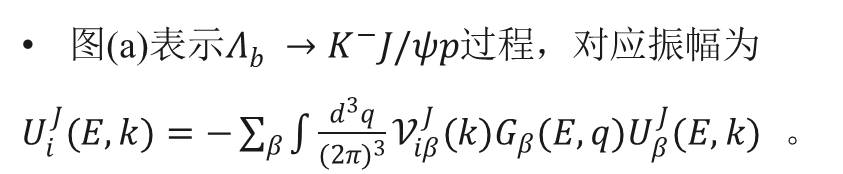 • 图(a)表示Λ_b → K⁻J/ψp过程，对应振幅为
U_i^J(E,k) = −∑_β ∫ d³q/(2π)³ 𝒱_{iβ}^J(k)G_β(E,q)U_β^J(E,k) 。